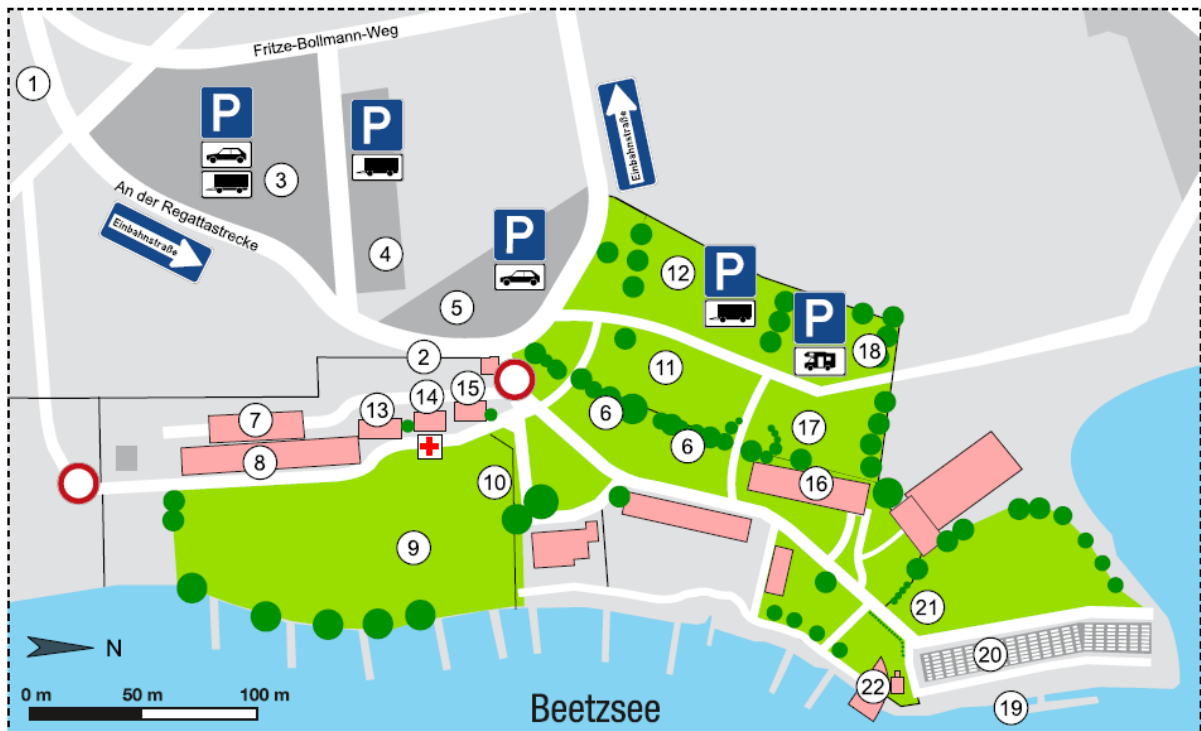 Fritze-Bollmann-Weg
1
P
P
Einbahnstraße
3
An der Regattastrecke
Einbahnstraße
4
P
12
P
5
P
18
2
11
15
14
13
6
6
17
7
8
10
16
9
21
N
20
22
19
0 m 50 m 100 m
Beetzsee